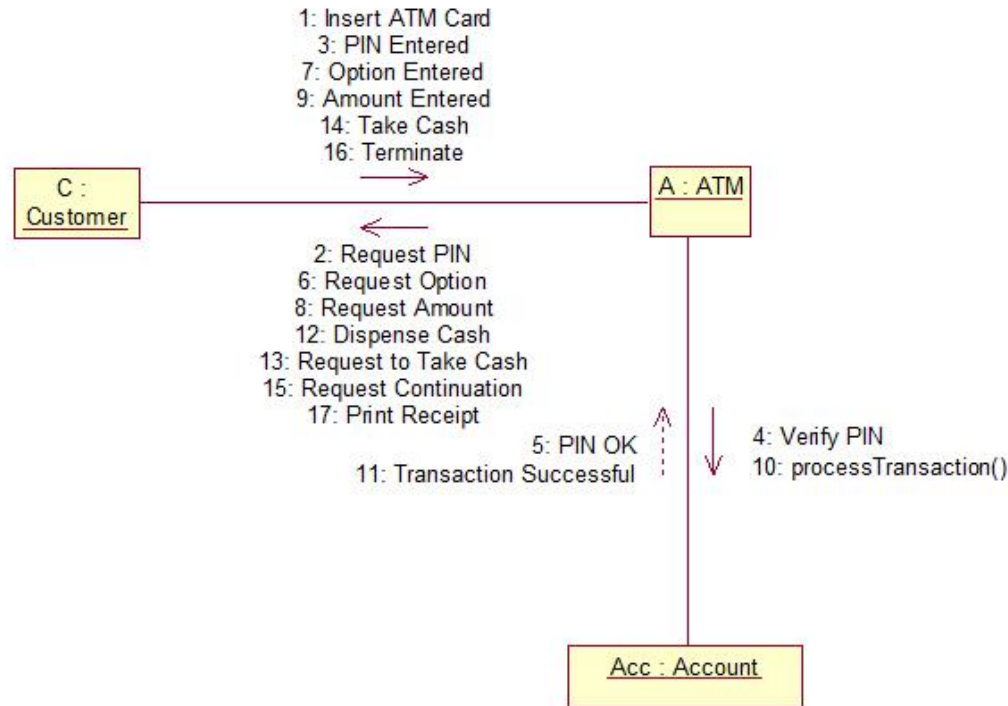 1: Insert ATM Card
3: PIN Entered
7: Option Entered
9: Amount Entered
14: Take Cash
16: Terminate
C :
Customer
A : ATM
2: Request PIN
6: Request Option
8: Request Amount
12: Dispense Cash
13: Request to Take Cash
15: Request Continuation
17: Print Receipt
5: PIN OK
11: Transaction Successful
4: Verify PIN
10: processTransaction()
Acc : Account